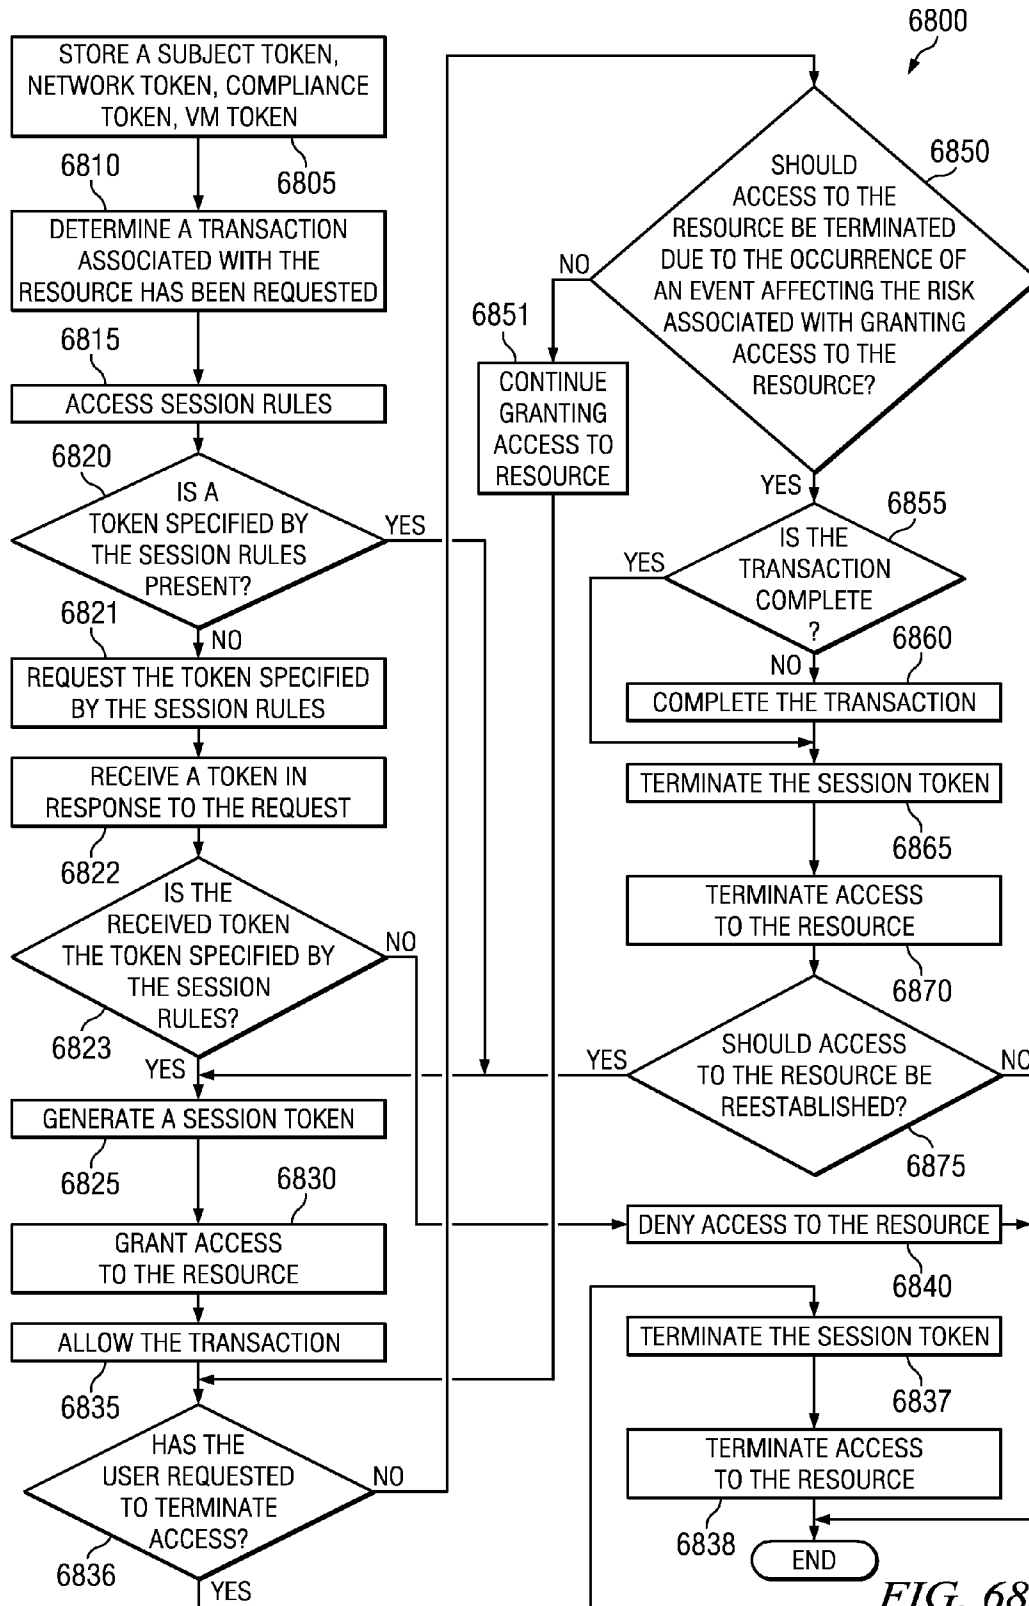 6800
STORE A SUBJECT TOKEN,
NETWORK TOKEN, COMPLIANCE
TOKEN, VM TOKEN
6805
6810
DETERMINE A TRANSACTION
ASSOCIATED WITH THE
RESOURCE HAS BEEN REQUESTED
6815
ACCESS SESSION RULES
6820
IS A
TOKEN SPECIFIED BY
THE SESSION RULES
PRESENT?
YES
NO
6821
REQUEST THE TOKEN SPECIFIED
BY THE SESSION RULES
RECEIVE A TOKEN IN
RESPONSE TO THE REQUEST
6822
IS THE
RECEIVED TOKEN
THE TOKEN SPECIFIED BY
THE SESSION
RULES?
NO
6823
YES
GENERATE A SESSION TOKEN
6825
6830
GRANT ACCESS
TO THE RESOURCE
ALLOW THE TRANSACTION
6835
HAS THE
USER REQUESTED
TO TERMINATE
ACCESS?
NO
6836
YES
6850
SHOULD
ACCESS TO THE
RESOURCE BE TERMINATED
DUE TO THE OCCURRENCE OF
AN EVENT AFFECTING THE RISK
ASSOCIATED WITH GRANTING
ACCESS TO THE
RESOURCE?
NO
6851
CONTINUE
GRANTING
ACCESS TO
RESOURCE
YES
6855
IS THE
TRANSACTION
COMPLETE
?
YES
NO
6860
COMPLETE THE TRANSACTION
TERMINATE THE SESSION TOKEN
6865
TERMINATE ACCESS
TO THE RESOURCE
6870
SHOULD ACCESS
TO THE RESOURCE BE
REESTABLISHED?
YES
NO
6875
DENY ACCESS TO THE RESOURCE
6840
TERMINATE THE SESSION TOKEN
6837
TERMINATE ACCESS
TO THE RESOURCE
6838
END
FIG. 68